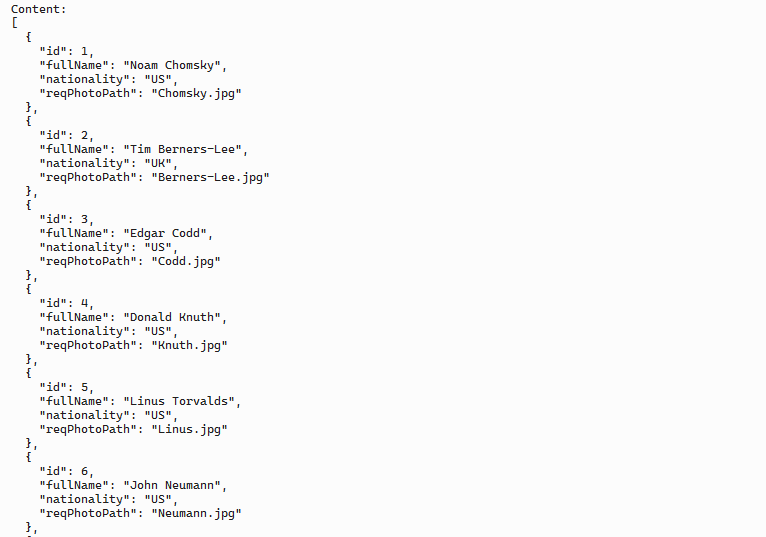 Content:
[
  {
    "id": 1,
    "fullName": "Noam Chomsky",
    "nationality": "US",
    "reqPhotoPath": "Chomsky.jpg"
  },
  {
    "id": 2,
    "fullName": "Tim Berners-Lee",
    "nationality": "UK",
    "reqPhotoPath": "Berners-Lee.jpg"
  },
  {
    "id": 3,
    "fullName": "Edgar Codd",
    "nationality": "US",
    "reqPhotoPath": "Codd.jpg"
  },
  {
    "id": 4,
    "fullName": "Donald Knuth",
    "nationality": "US",
    "reqPhotoPath": "Knuth.jpg"
  },
  {
    "id": 5,
    "fullName": "Linus Torvalds",
    "nationality": "US",
    "reqPhotoPath": "Linus.jpg"
  },
  {
    "id": 6,
    "fullName": "John Neumann",
    "nationality": "US",
    "reqPhotoPath": "Neumann.jpg"
  },